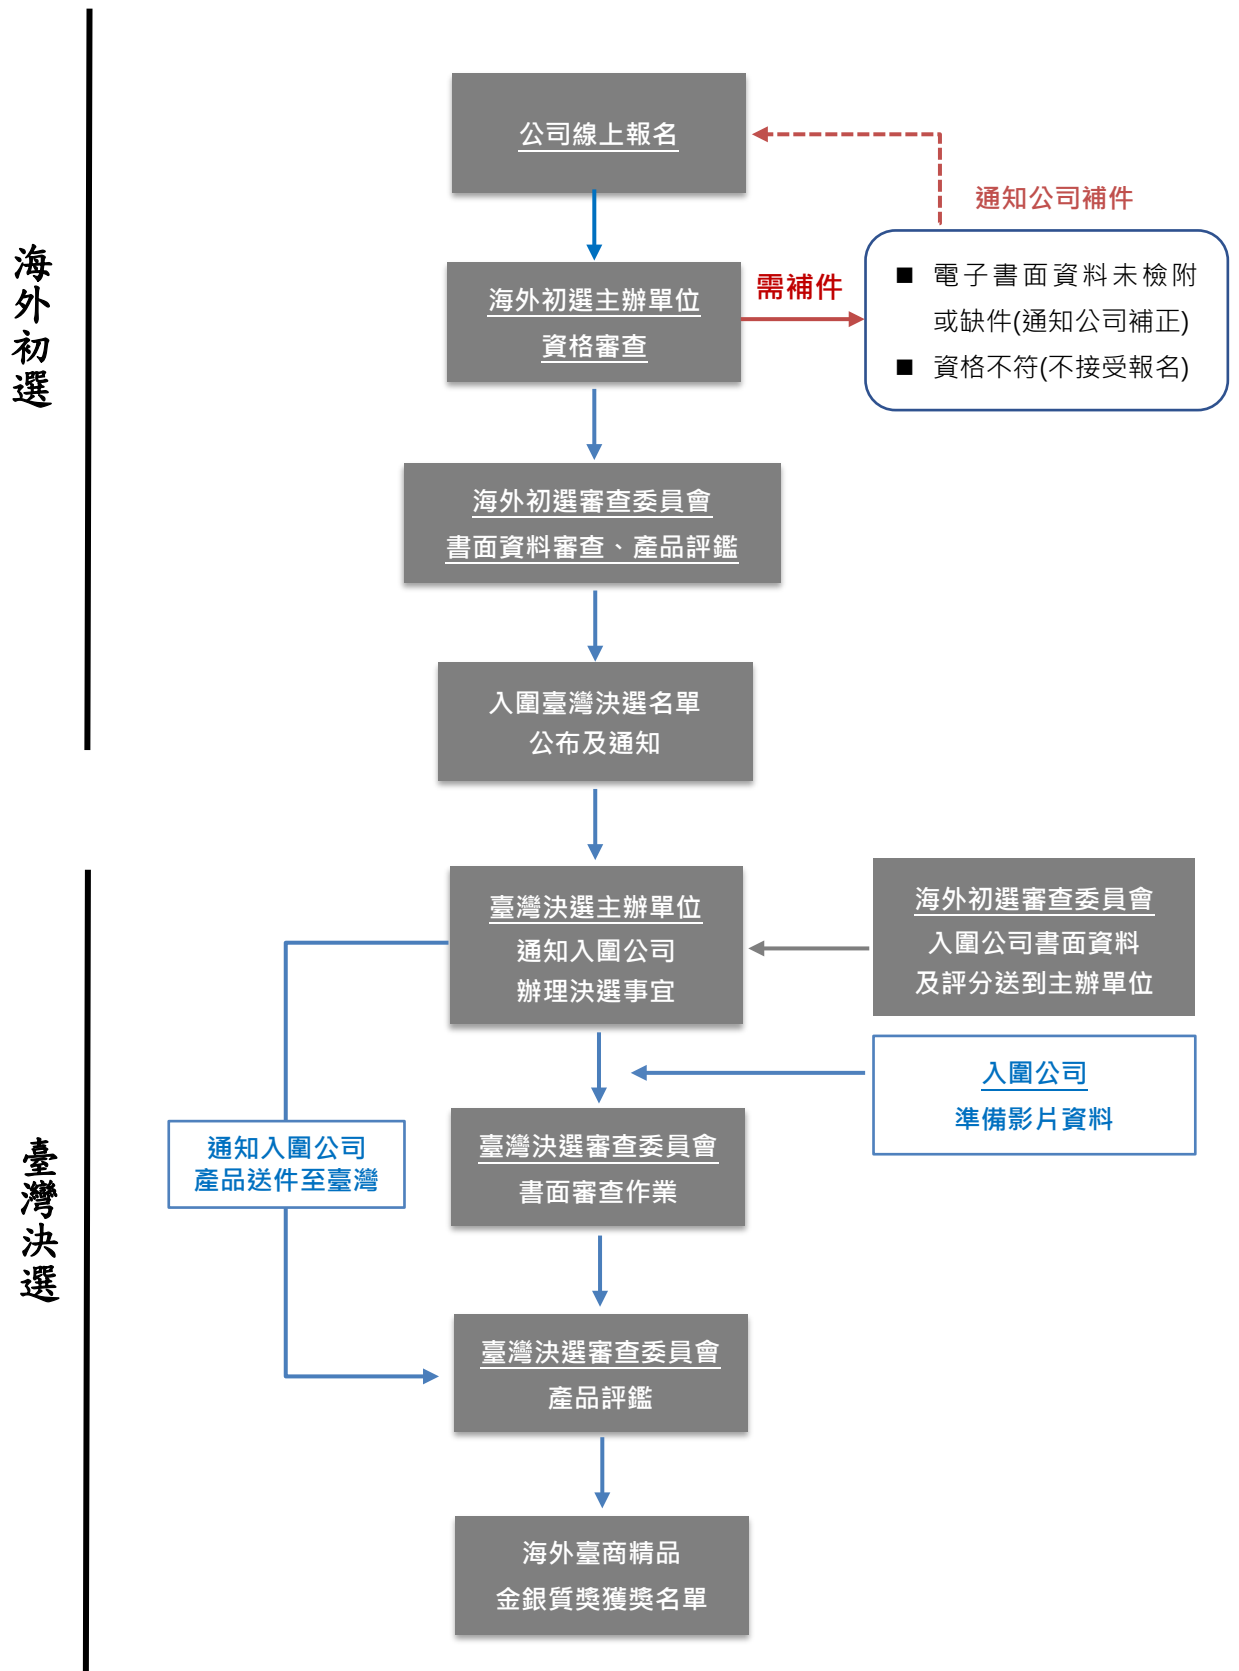 海外初選
公司線上報名
通知公司補件
海外初選主辦單位
資格審查
需補件
■ 電子書面資料未檢附
或缺件(通知公司補正)
■ 資格不符(不接受報名)
海外初選審查委員會
書面資料審查、產品評鑑
入圍臺灣決選名單
公布及通知
臺灣決選
臺灣決選主辦單位
通知入圍公司
辦理決選事宜
海外初選審查委員會
入圍公司書面資料
及評分送到主辦單位
入圍公司
準備影片資料
通知入圍公司
產品送件至臺灣
臺灣決選審查委員會
書面審查作業
臺灣決選審查委員會
產品評鑑
海外臺商精品
金銀質獎獲獎名單